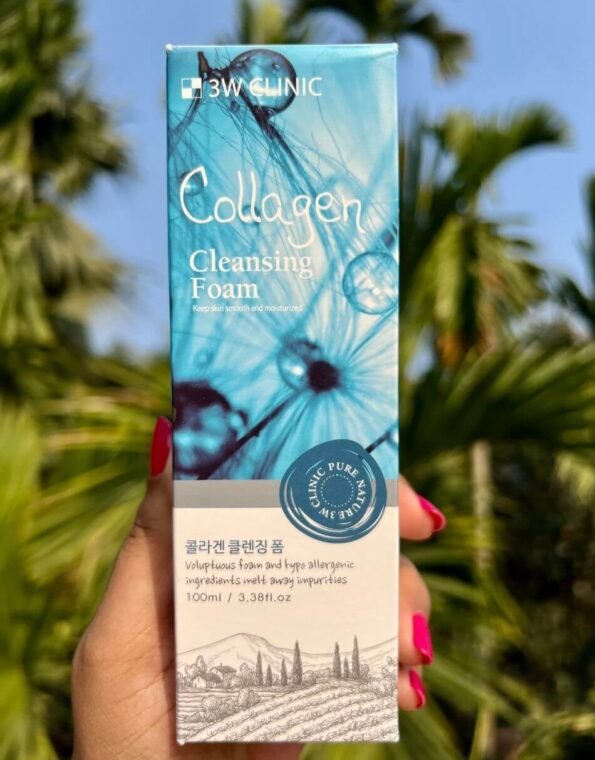 3W CLINIC
Collagen
Cleansing
Foam
Keep skin smooth and moisturized
3W CLINIC PURE NATURE
콜라겐 클렌징 폼
Voluptuous foam and hypo allergenic
ingredients melt away impurities
100ml / 3.38fl.oz